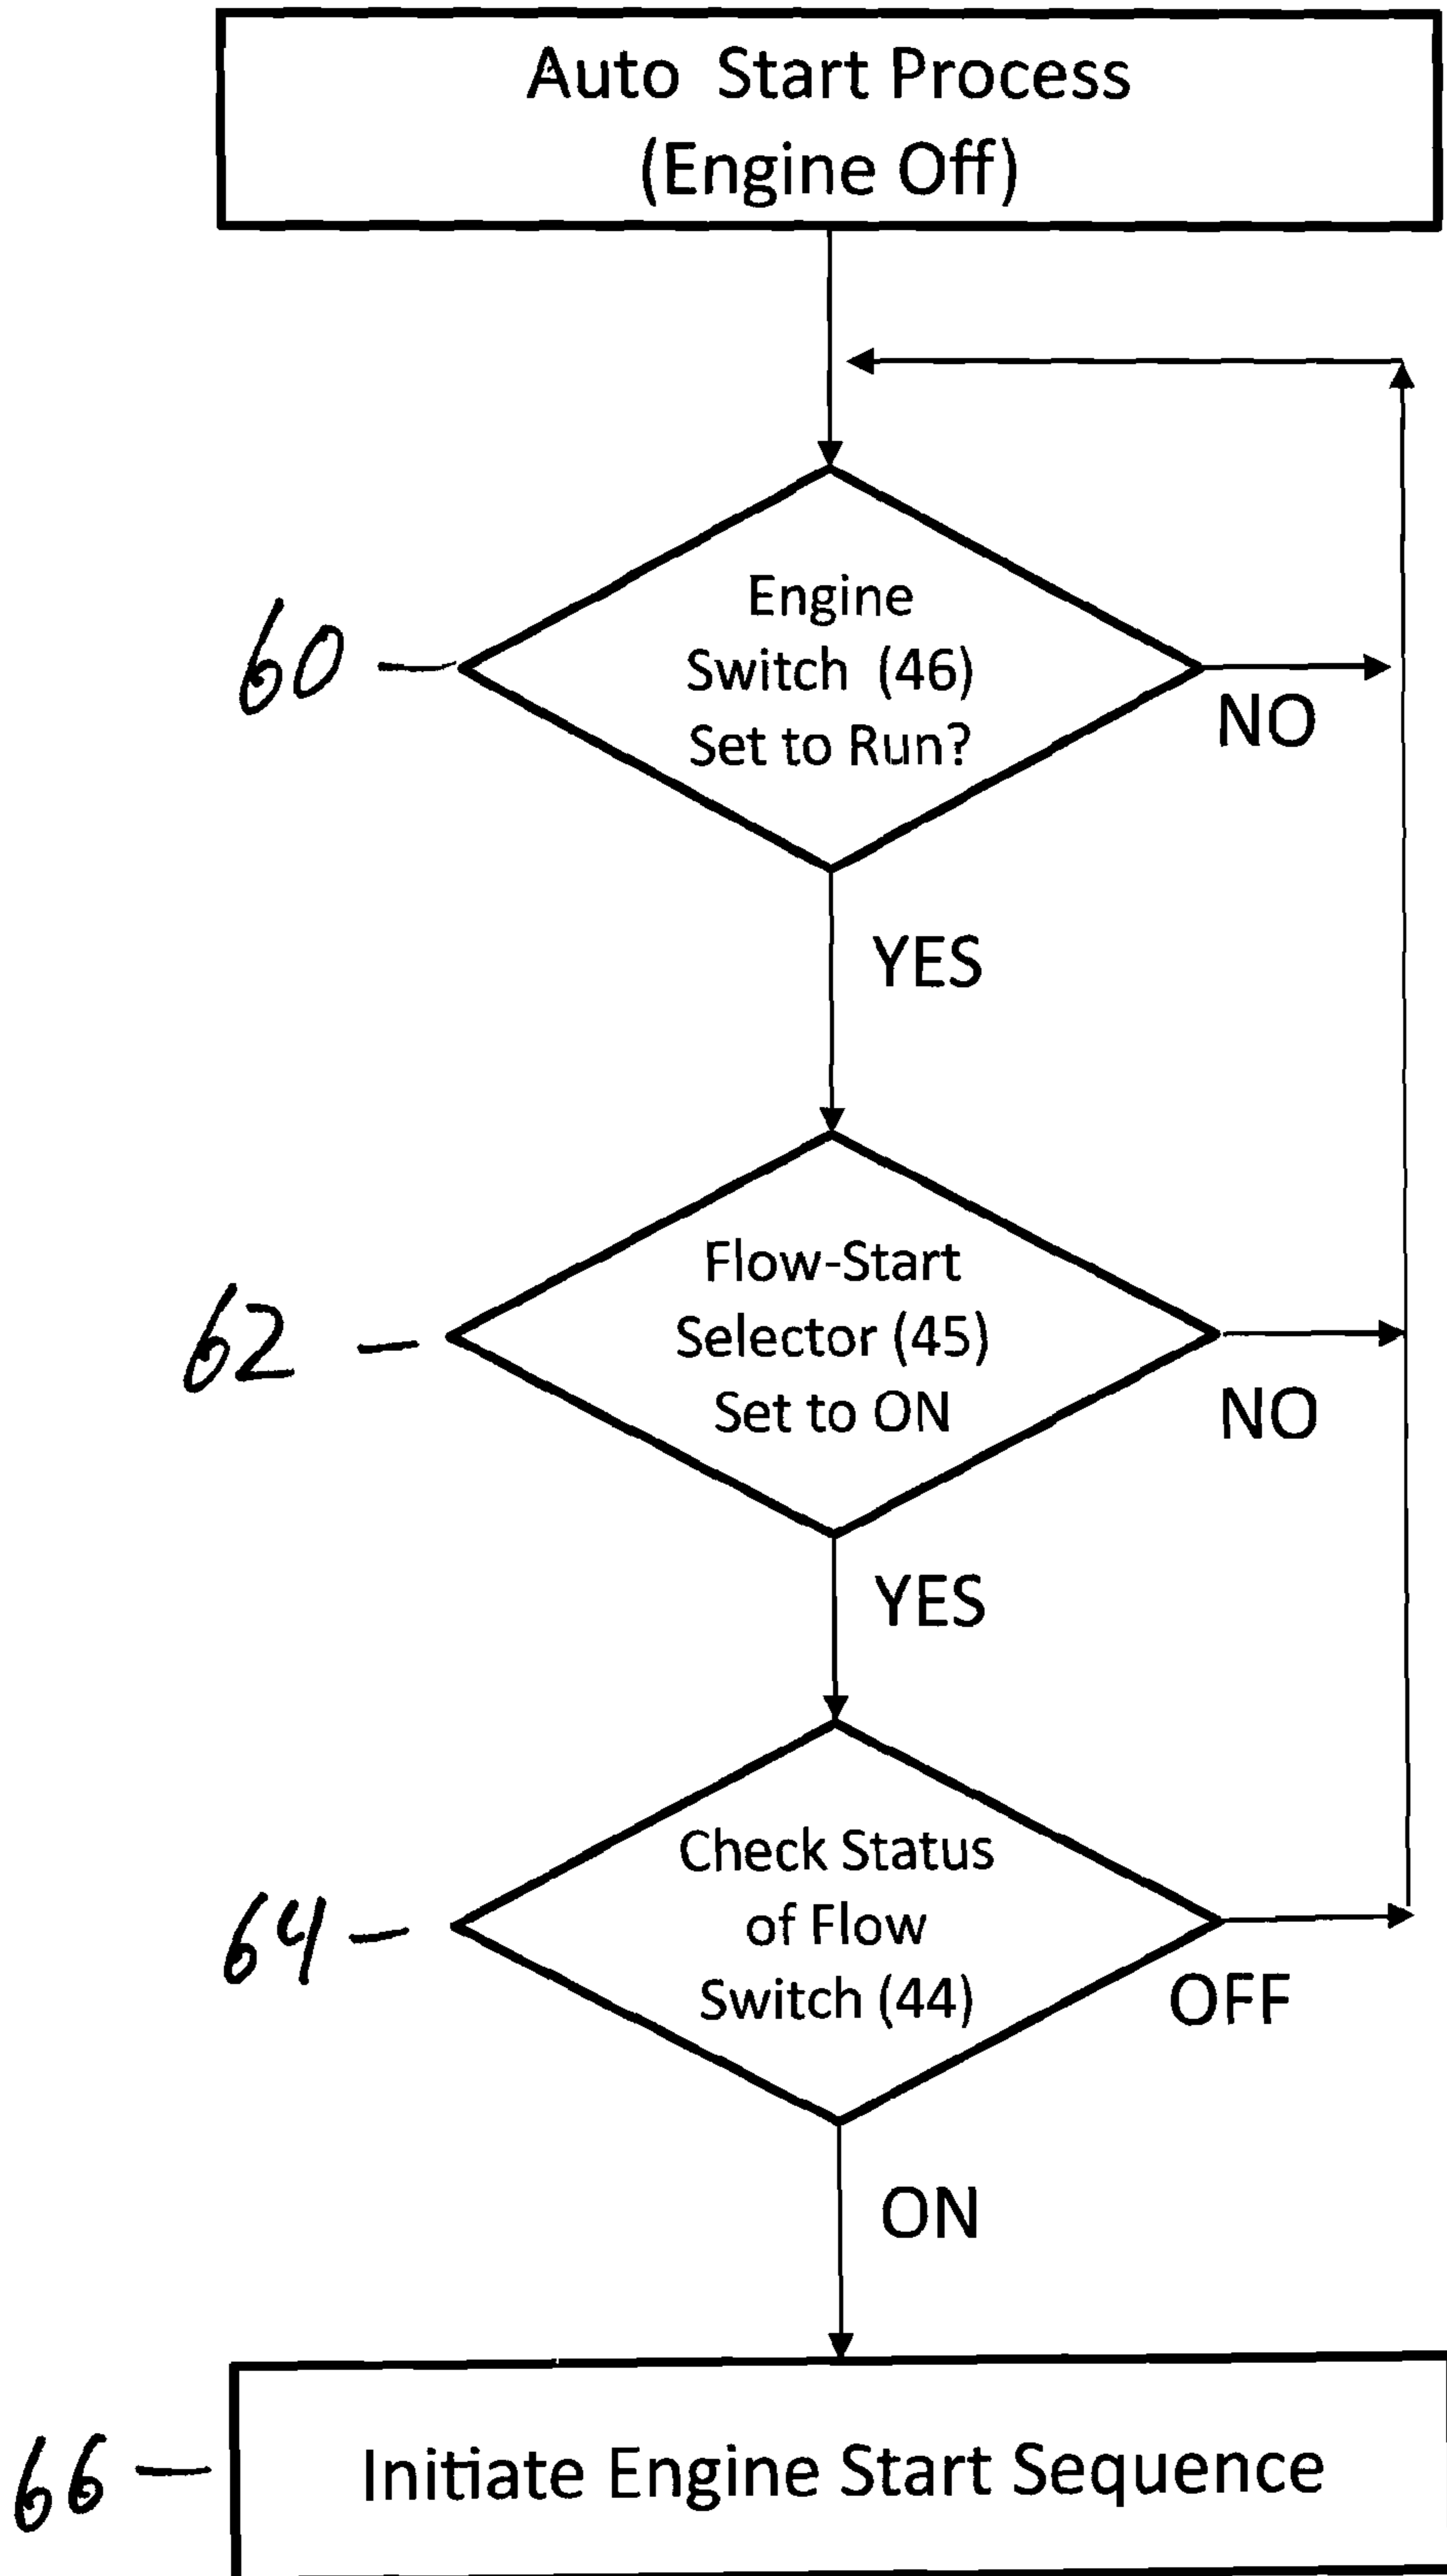 Auto Start Process
(Engine Off)
Engine
Switch (46)
Set to Run?
60
NO
YES
Flow-Start
Selector (45)
Set to ON
62
NO
YES
Check Status
of Flow
Switch (44)
64
OFF
ON
66
Initiate Engine Start Sequence